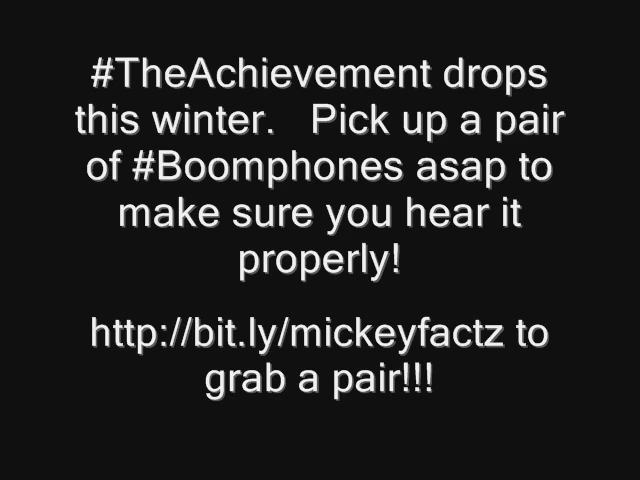 #TheAchievement drops
this winter.   Pick up a pair
of #Boomphones asap to
make sure you hear it
properly!
http://bit.ly/mickeyfactz to
grab a pair!!!